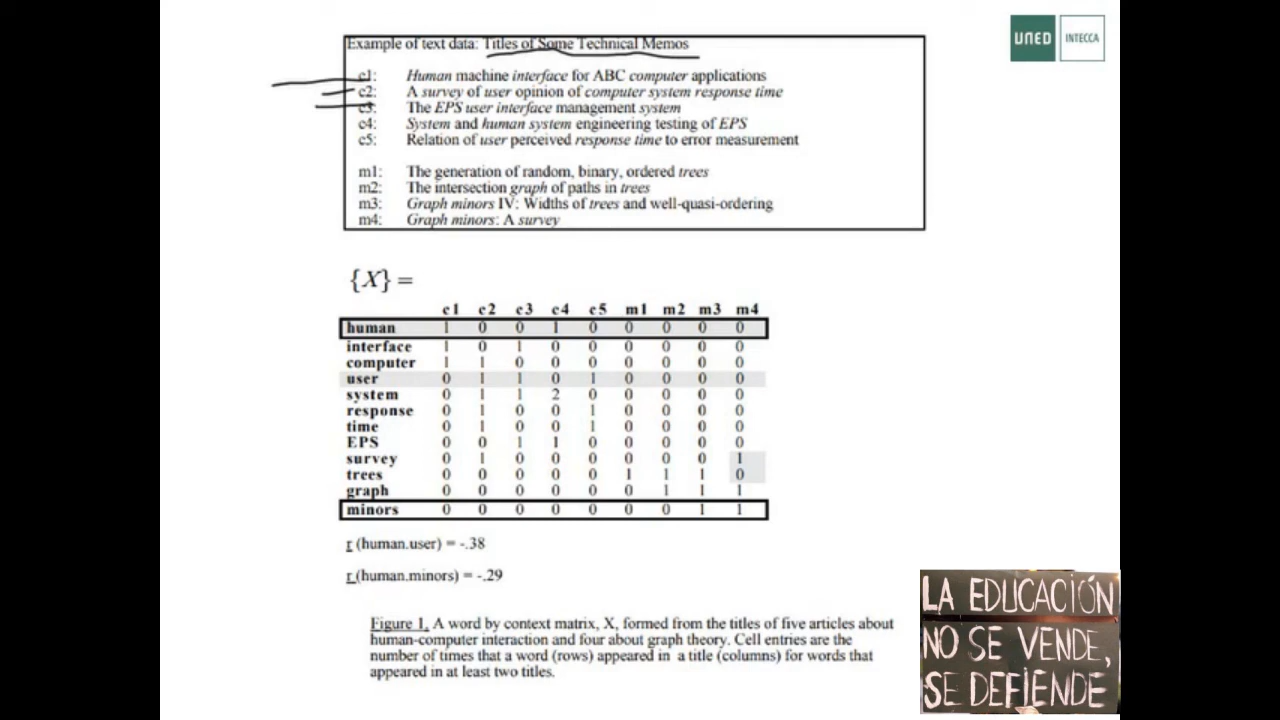 Example of text data: Titles of Some Technical Memos
c1: Human machine interface for ABC computer applications
c2: A survey of user opinion of computer system response time
c3: The EPS user interface management system
c4: System and human system engineering testing of EPS
c5: Relation of user perceived response time to error measurement
m1: The generation of random, binary, ordered trees
m2: The intersection graph of paths in trees
m3: Graph minors IV: Widths of trees and well-quasi-ordering
m4: Graph minors: A survey
UNED INTECCA
{X} =
c1 c2 c3 c4 c5 m1 m2 m3 m4
human 1 0 0 1 0 0 0 0 0
interface 1 0 1 0 0 0 0 0 0
computer 1 1 0 0 0 0 0 0 0
user 0 1 1 0 1 0 0 0 0
system 0 1 1 2 0 0 0 0 0
response 0 1 0 0 1 0 0 0 0
time 0 1 0 0 1 0 0 0 0
EPS 0 0 1 1 0 0 0 0 0
survey 0 1 0 0 0 0 0 0 1
trees 0 0 0 0 0 1 1 1 0
graph 0 0 0 0 0 0 1 1 1
minors 0 0 0 0 0 0 0 1 1
r (human.user) = -.38
r (human.minors) = -.29
Figure 1. A word by context matrix, X, formed from the titles of five articles about
human-computer interaction and four about graph theory. Cell entries are the
number of times that a word (rows) appeared in a title (columns) for words that
appeared in at least two titles.
LA EDUCACIÓN
NO SE VENDE,
SE DEFIENDE